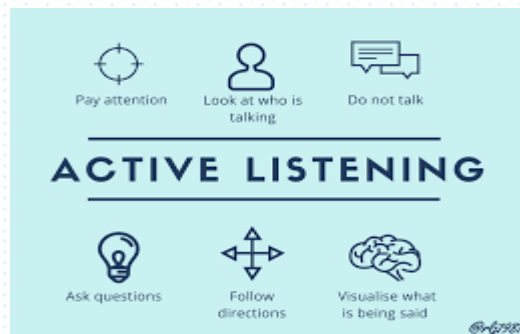 Pay attention
Look at who is
talking
Do not talk
ACTIVE LISTENING
Ask questions
Follow
directions
Visualise what
is being said